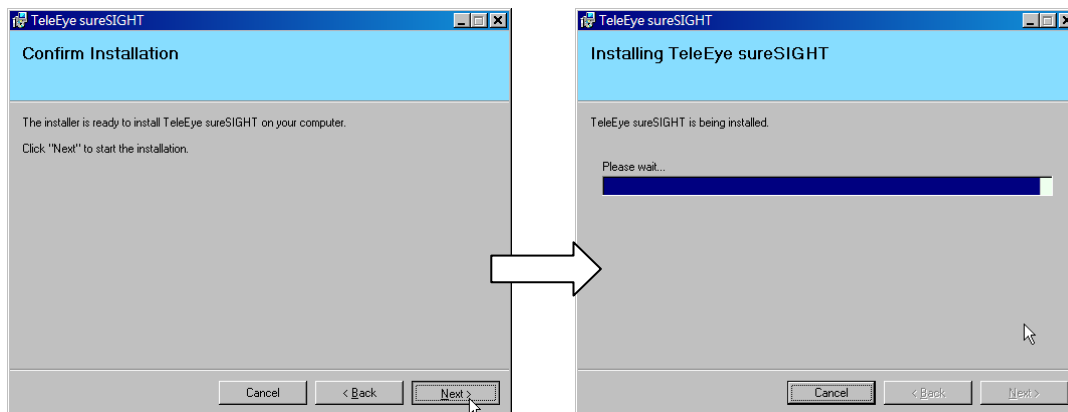 TeleEye sureSIGHT
Confirm Installation
The installer is ready to install TeleEye sureSIGHT on your computer.
Click "Next" to start the installation.
Cancel
< Back
Next >
TeleEye sureSIGHT
Installing TeleEye sureSIGHT
TeleEye sureSIGHT is being installed.
Please wait...
Cancel
< Back
Next >